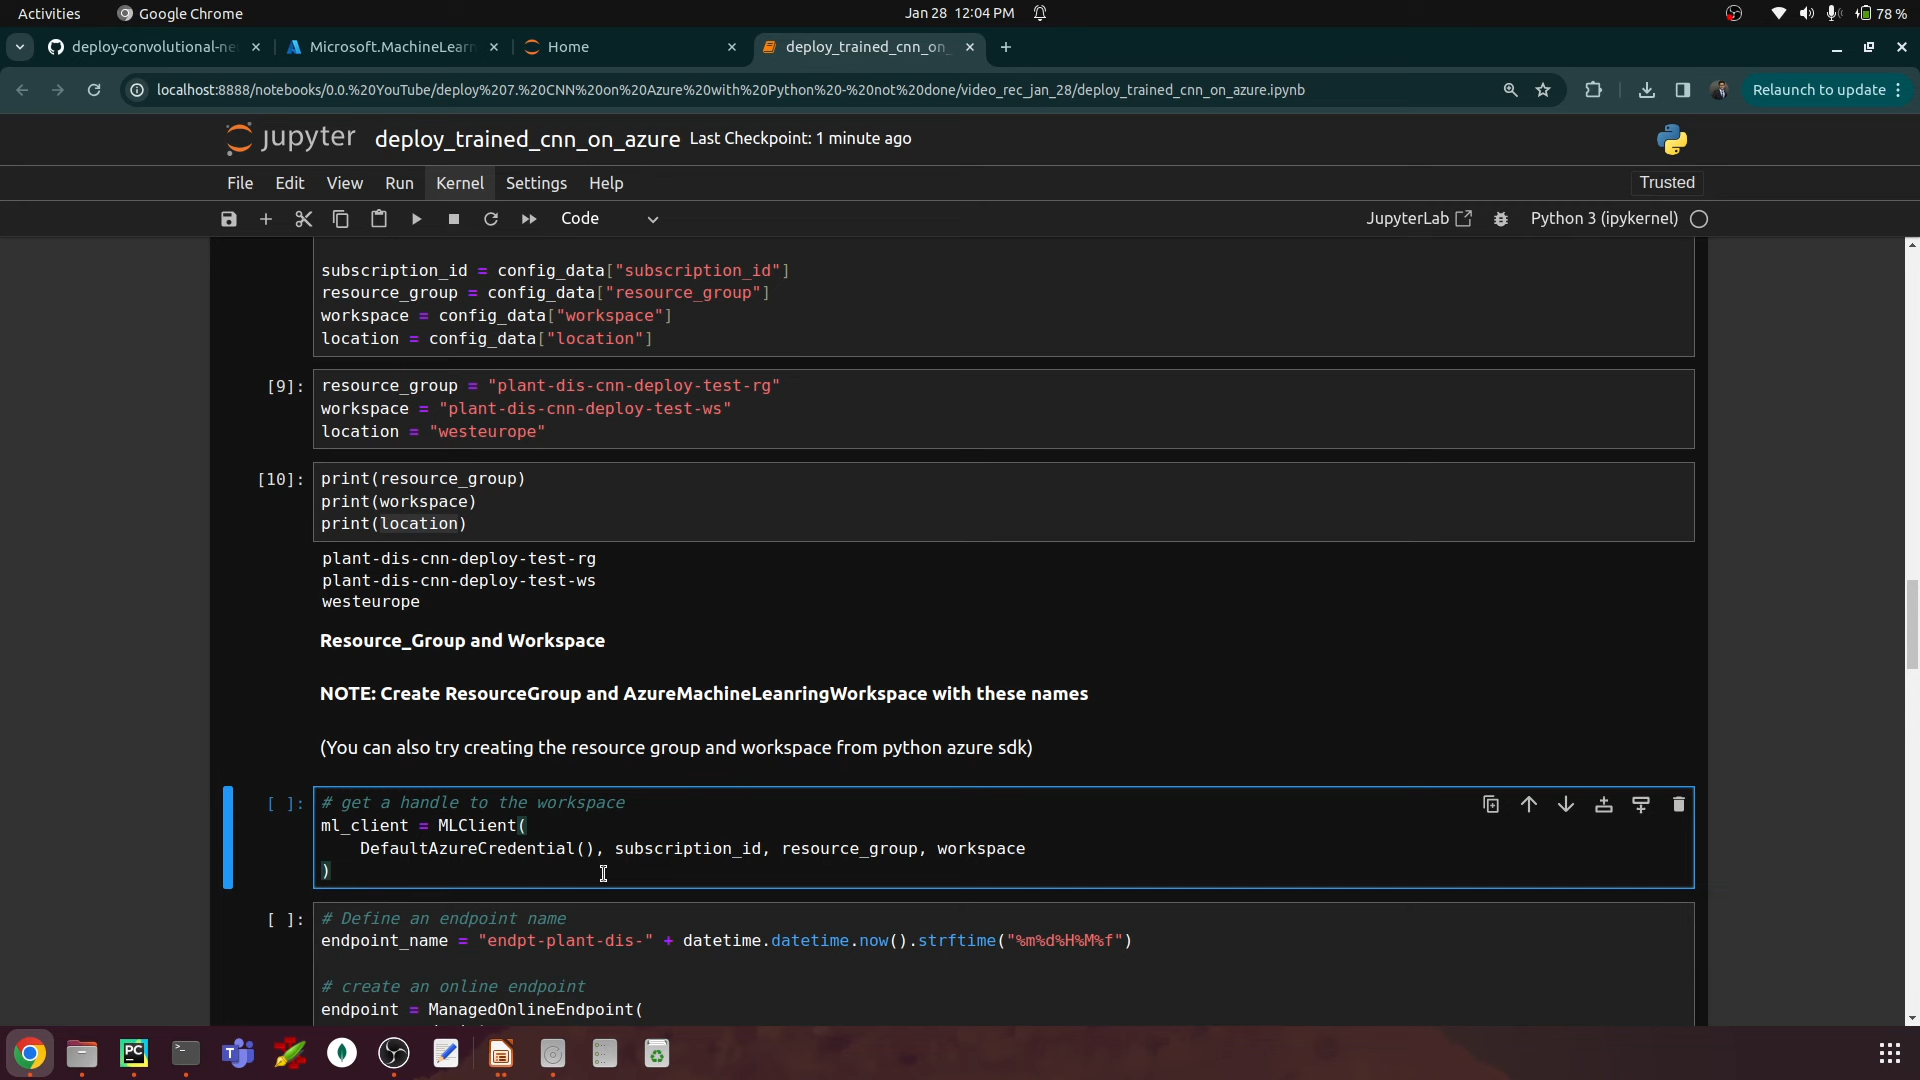 Activities
Google Chrome
Jan 28 12:04 PM
78 %
deploy-convolutional-ne
Microsoft.MachineLearn
Home
deploy_trained_cnn_on_
localhost:8888/notebooks/0.0.%20YouTube/deploy%207.%20CNN%20on%20Azure%20with%20Python%20-%20not%20done/video_rec_jan_28/deploy_trained_cnn_on_azure.ipynb
Relaunch to update
jupyter
deploy_trained_cnn_on_azure
Last Checkpoint: 1 minute ago
File
Edit
View
Run
Kernel
Settings
Help
Trusted
Code
JupyterLab
Python 3 (ipykernel)
subscription_id = config_data["subscription_id"]
resource_group = config_data["resource_group"]
workspace = config_data["workspace"]
location = config_data["location"]
[9]:
resource_group = "plant-dis-cnn-deploy-test-rg"
workspace = "plant-dis-cnn-deploy-test-ws"
location = "westeurope"
[10]:
print(resource_group)
print(workspace)
print(location)
plant-dis-cnn-deploy-test-rg
plant-dis-cnn-deploy-test-ws
westeurope
Resource_Group and Workspace
NOTE: Create ResourceGroup and AzureMachineLeanringWorkspace with these names
(You can also try creating the resource group and workspace from python azure sdk)
[ ]:
# get a handle to the workspace
ml_client = MLClient(
DefaultAzureCredential(), subscription_id, resource_group, workspace
)
[ ]:
# Define an endpoint name
endpoint_name = "endpt-plant-dis-" + datetime.datetime.now().strftime("%m%d%H%M%f")
# create an online endpoint
endpoint = ManagedOnlineEndpoint(